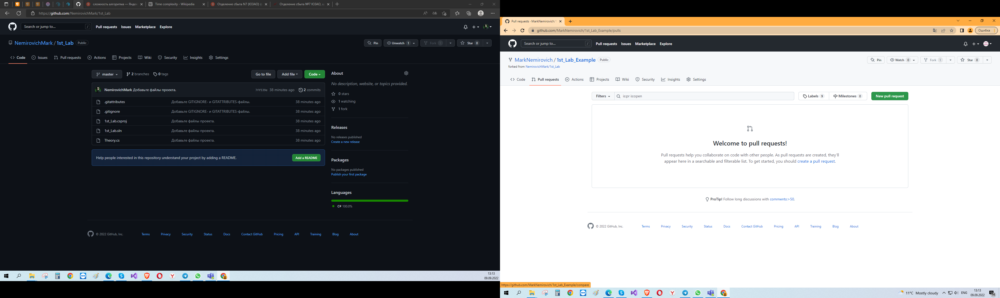 сложность алгоритма — Яндек
Time complexity - Wikipedia
Отделение сбыта N7 (ЮЗАО) ф
Отделение сбыта №7 ЮЗАО, а
https://github.com/NemirovichMark/1st_Lab
Search or jump to... /
Pull requests Issues Marketplace Explore
NemirovichMark / 1st_Lab Public
Pin Unwatch 1 Fork 1 Star 0
Code Issues Pull requests Actions Projects Wiki Security Insights Settings
master 2 branches 0 tags Go to file Add file Code
NemirovichMark Добавьте файлы проекта. 7ff539e 38 minutes ago 2 commits
.gitattributes Добавьте GITIGNORE- и GITATTRIBUTES-файлы. 38 minutes ago
.gitignore Добавьте GITIGNORE- и GITATTRIBUTES-файлы. 38 minutes ago
1st_Lab.csproj Добавьте файлы проекта. 38 minutes ago
1st_Lab.sln Добавьте файлы проекта. 38 minutes ago
Theory.cs Добавьте файлы проекта. 38 minutes ago
Help people interested in this repository understand your project by adding a README. Add a README
About
No description, website, or topics provided.
0 stars
1 watching
1 fork
Releases
No releases published
Create a new release
Packages
No packages published
Publish your first package
Languages
C# 100.0%
© 2022 GitHub, Inc. Terms Privacy Security Status Docs Contact GitHub Pricing API Training Blog About
13:13
09.09.2022
Pull requests - MarkNemirovich/1
github.com/MarkNemirovich/1st_Lab_Example/pulls
Ошибка
Search or jump to... /
Pull requests Issues Marketplace Explore
MarkNemirovich / 1st_Lab_Example Public
forked from NemirovichMark/1st_Lab
Pin Watch 0 Fork 1 Star 0
Code Pull requests Actions Projects Wiki Security Insights Settings
Filters is:pr is:open Labels 9 Milestones 0 New pull request
Welcome to pull requests!
Pull requests help you collaborate on code with other people. As pull requests are created, they'll
appear here in a searchable and filterable list. To get started, you should create a pull request.
ProTip! Follow long discussions with comments:>50.
© 2022 GitHub, Inc. Terms Privacy Security Status Docs Contact GitHub Pricing API Training Blog About
https://github.com/MarkNemirovich/1st_Lab_Example/compare
11°C Mostly cloudy ENG
13:13
09.09.2022
14